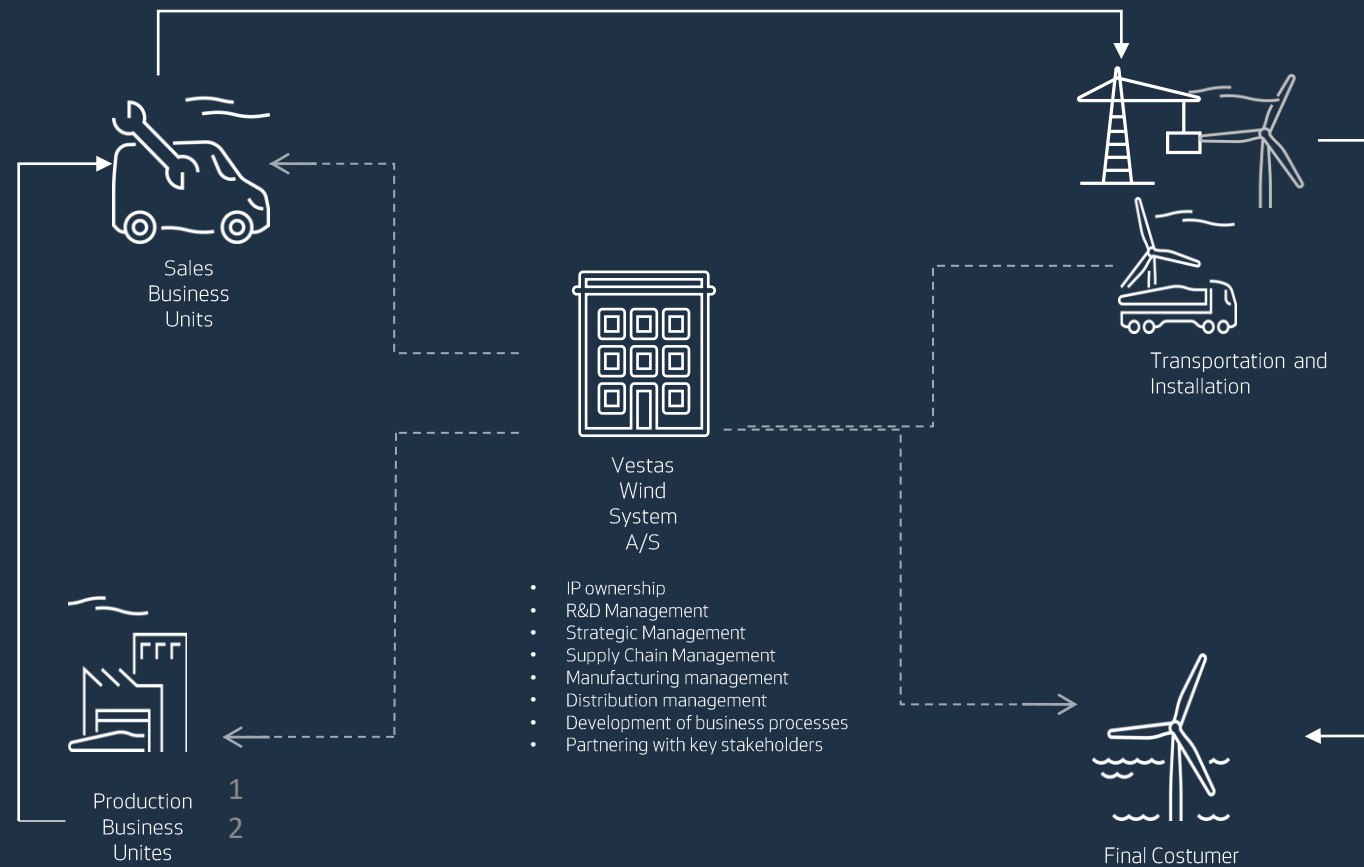 Sales
Business
Units
Transportation and
Installation
Vestas
Wind
System
A/S
• IP ownership
• R&D Management
• Strategic Management
• Supply Chain Management
• Manufacturing management
• Distribution management
• Development of business processes
• Partnering with key stakeholders
Production
Business
Unites
1
2
Final Costumer